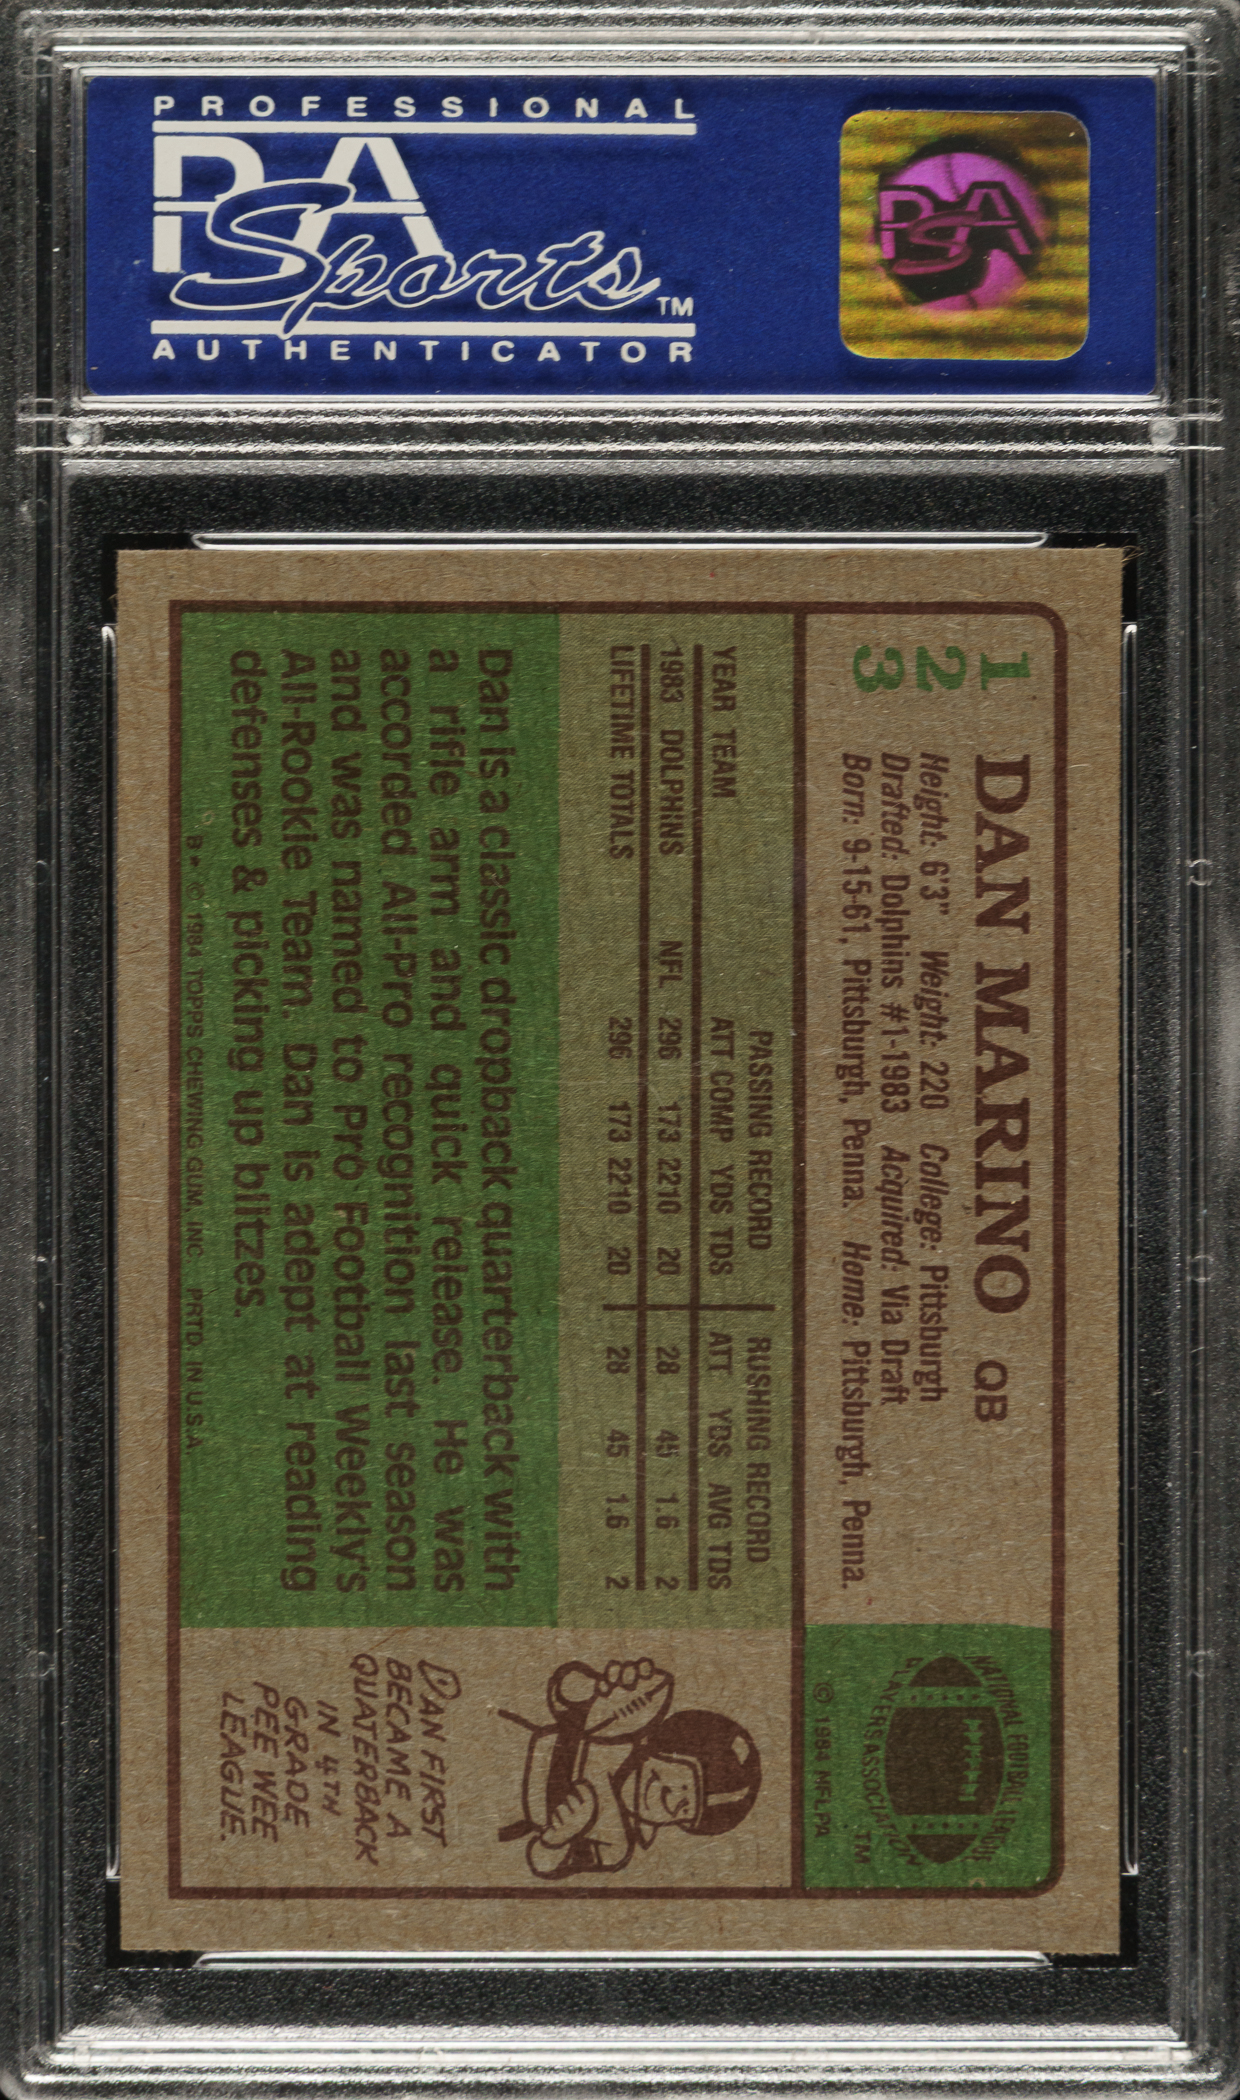 PROFESSIONAL
PSA
Sports TM
AUTHENTICATOR
PSA
123
DAN MARINO QB
Height: 6'3" Weight: 220 College: Pittsburgh
Drafted: Dolphins #1-1983 Acquired: Via Draft
Born: 9-15-61, Pittsburgh, Penna. Home: Pittsburgh, Penna.
NATIONAL FOOTBALL LEAGUE
PLAYERS ASSOCIATION
TM
© 1984 NFLPA
PASSING RECORD RUSHING RECORD
YEAR TEAM ATT COMP YDS TDS ATT YDS AVG TDS
1983 DOLPHINS NFL 296 173 2210 20 28 45 1.6 2
LIFETIME TOTALS 296 173 2210 20 28 45 1.6 2
Dan is a classic dropback quarterback with
a rifle arm and quick release. He was
accorded All-Pro recognition last season
and was named to Pro Football Weekly's
All-Rookie Team. Dan is adept at reading
defenses & picking up blitzes.
B * © 1984 TOPPS CHEWING GUM, INC. PRTD. IN U.S.A.
DAN FIRST
BECAME A
QUATERBACK
IN 4TH
GRADE
PEE WEE
LEAGUE.